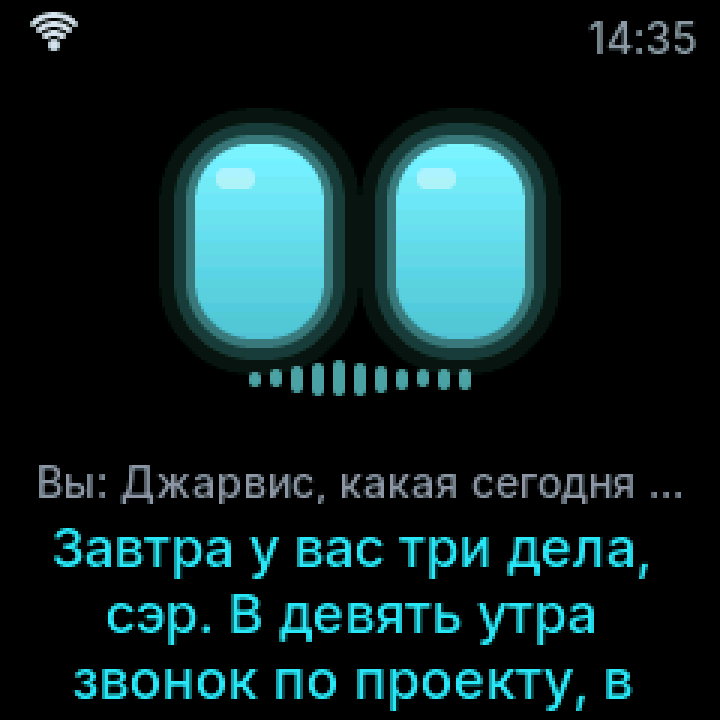 14:35
Вы: Джарвис, какая сегодня ...
Завтра у вас три дела,
сэр. В девять утра
звонок по проекту, в